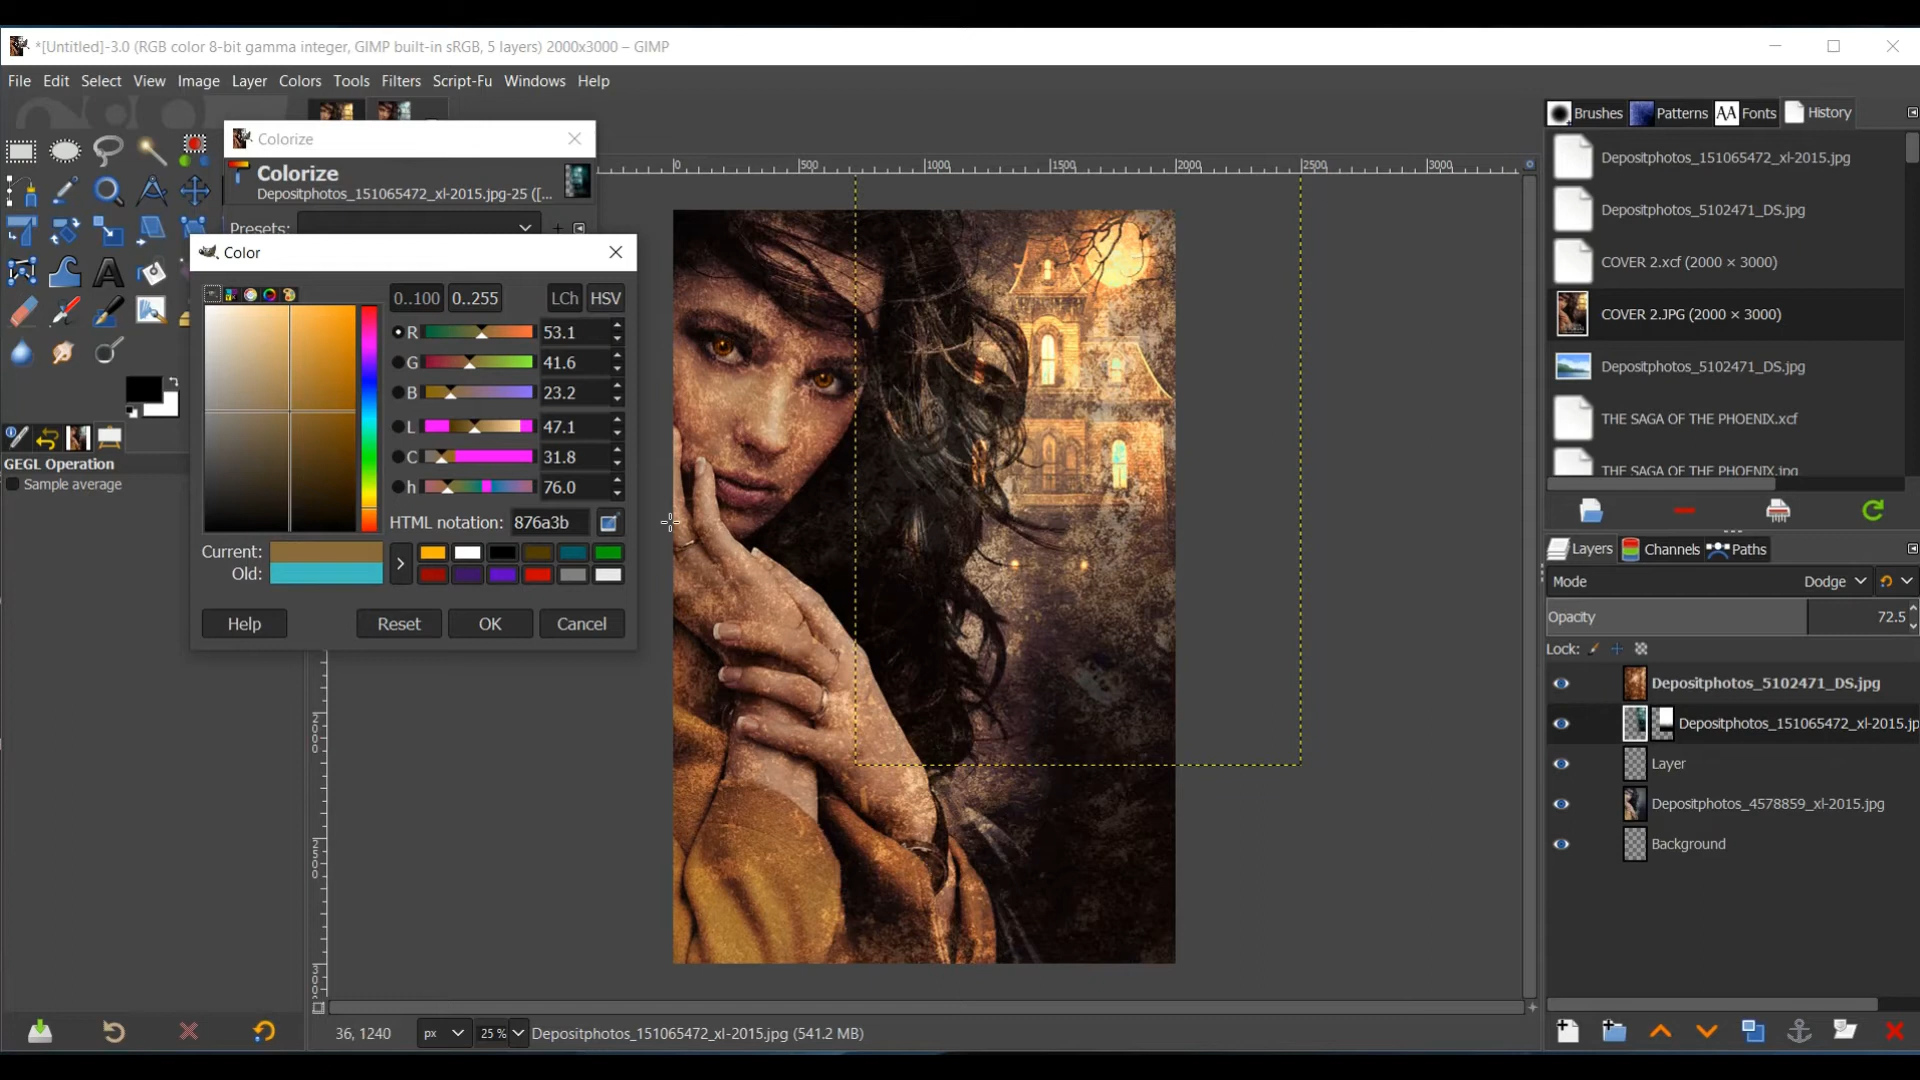 *[Untitled]-3.0 (RGB color 8-bit gamma integer, GIMP built-in sRGB, 5 layers) 2000x3000 – GIMP
File Edit Select View Image Layer Colors Tools Filters Script-Fu Windows Help
Colorize
Colorize
Depositphotos_151065472_xl-2015.jpg-25 ([...
Presets:
Color
0..100 0..255 LCh HSV
R 53.1
G 41.6
B 23.2
L 47.1
C 31.8
h 76.0
HTML notation: 876a3b
Current:
Old:
Help Reset OK Cancel
GEGL Operation
Sample average
0 500 1000 1500 2000 2500 3000
2000
2500
3000
36, 1240 px 25 % Depositphotos_151065472_xl-2015.jpg (541.2 MB)
Brushes Patterns Fonts History
Depositphotos_151065472_xl-2015.jpg
Depositphotos_5102471_DS.jpg
COVER 2.xcf (2000 × 3000)
COVER 2.JPG (2000 × 3000)
Depositphotos_5102471_DS.jpg
THE SAGA OF THE PHOENIX.xcf
THE SAGA OF THE PHOENIX.jpg
Layers Channels Paths
Mode Dodge
Opacity 72.5
Lock:
Depositphotos_5102471_DS.jpg
Depositphotos_151065472_xl-2015.jp
Layer
Depositphotos_4578859_xl-2015.jpg
Background